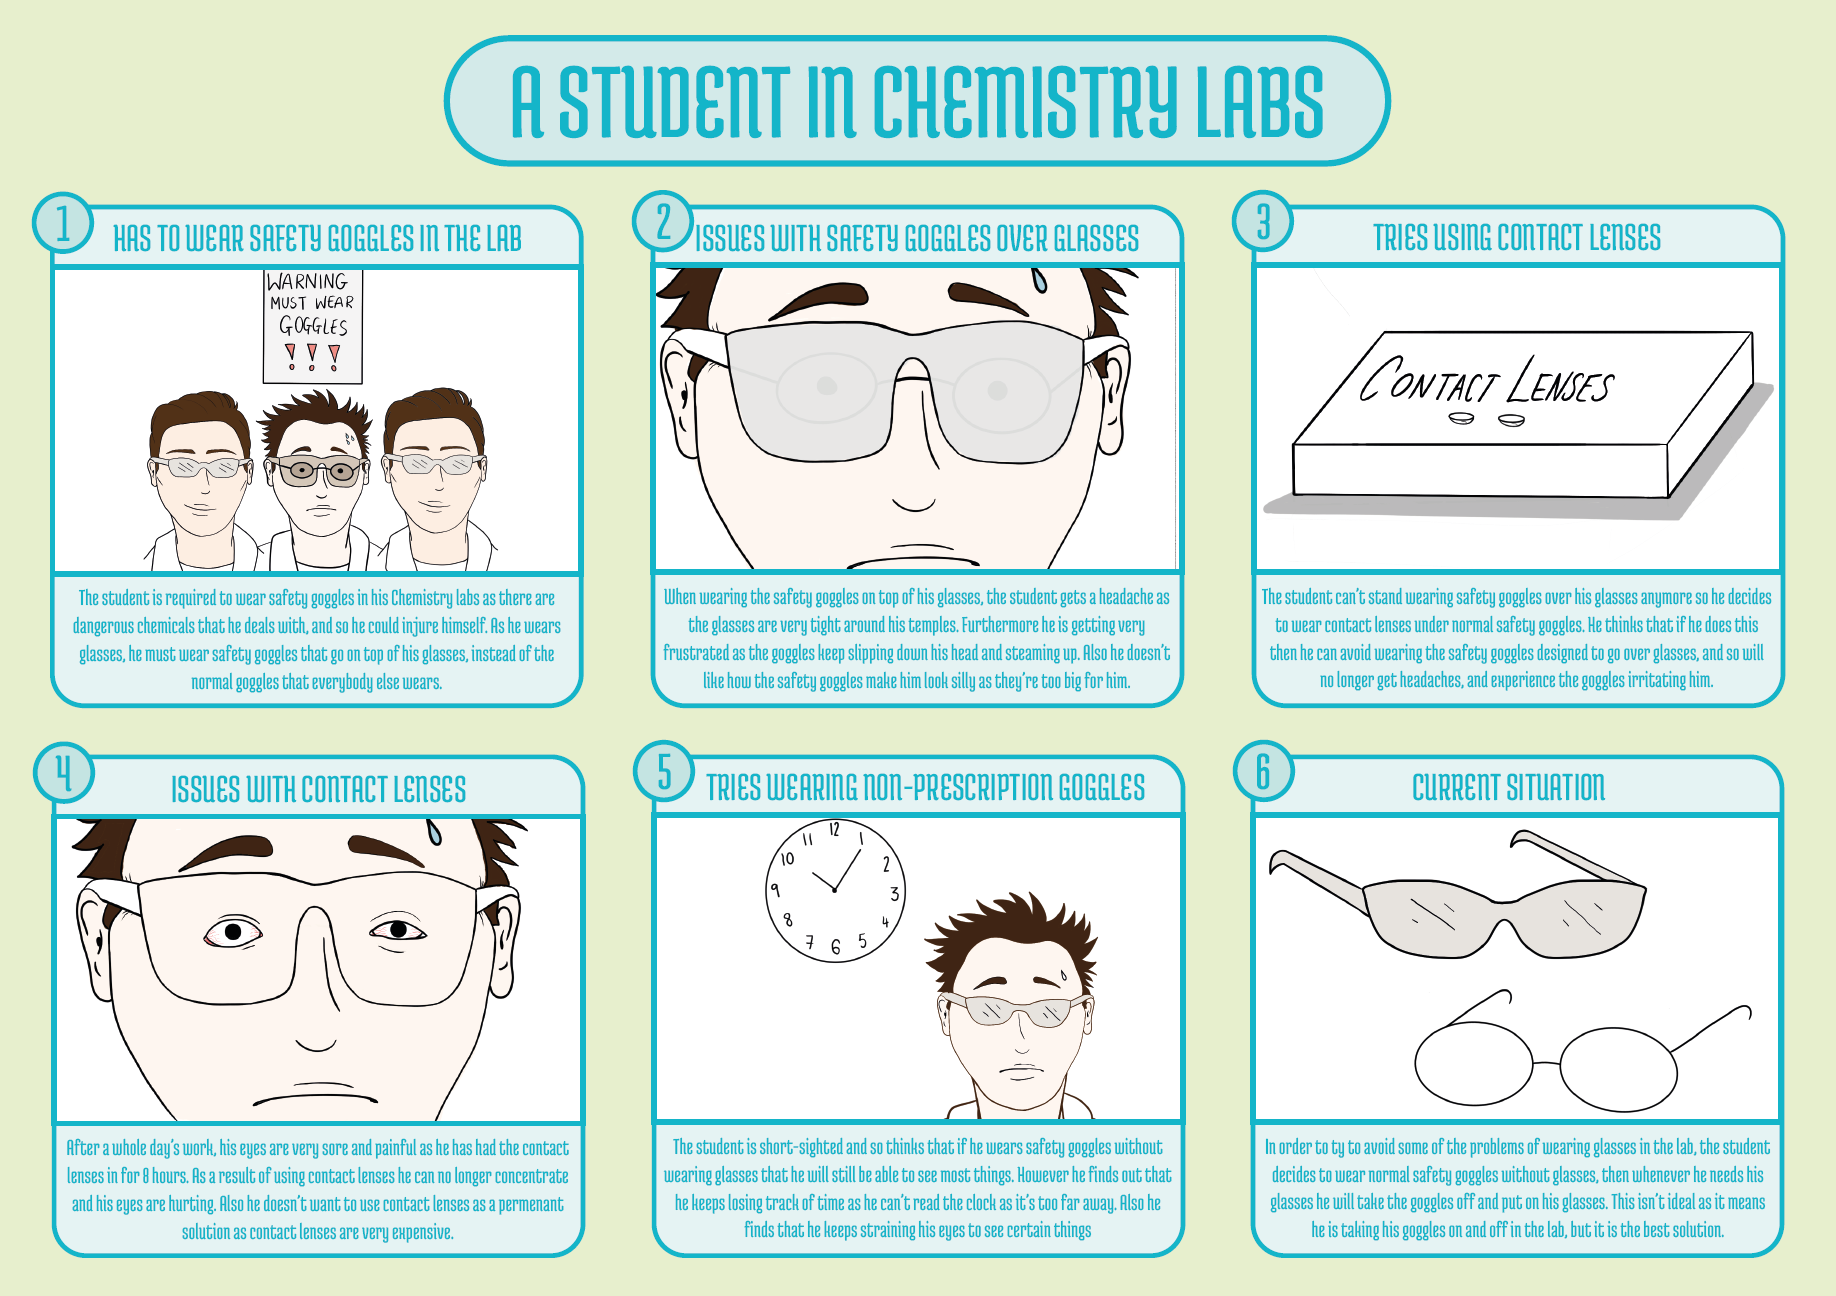 A STUDENT IN CHEMISTRY LABS
1
HAS TO WEAR SAFETY GOGGLES IN THE LAB
WARNING
MUST WEAR
GOGGLES
!!!
The student is required to wear safety goggles in his Chemistry labs as there are
dangerous chemicals that he deals with, and so he could injure himself. As he wears
glasses, he must wear safety goggles that go on top of his glasses, instead of the
normal goggles that everybody else wears.
2
ISSUES WITH SAFETY GOGGLES OVER GLASSES
When wearing the safety goggles on top of his glasses, the student gets a headache as
the glasses are very tight around his temples. Furthermore he is getting very
frustrated as the goggles keep slipping down his head and steaming up. Also he doesn't
like how the safety goggles make him look silly as they're too big for him.
3
TRIES USING CONTACT LENSES
CONTACT LENSES
The student can't stand wearing safety goggles over his glasses anymore so he decides
to wear contact lenses under normal safety goggles. He thinks that if he does this
then he can avoid wearing the safety goggles designed to go over glasses, and so will
no longer get headaches, and experience the goggles irritating him.
4
ISSUES WITH CONTACT LENSES
After a whole day's work, his eyes are very sore and painful as he has had the contact
lenses in for 8 hours. As a result of using contact lenses he can no longer concentrate
and his eyes are hurting. Also he doesn't want to use contact lenses as a permenant
solution as contact lenses are very expensive.
5
TRIES WEARING NON-PRESCRIPTION GOGGLES
12
11 1
10 2
9 3
8 4
7 6 5
The student is short-sighted and so thinks that if he wears safety goggles without
wearing glasses that he will still be able to see most things. However he finds out that
he keeps losing track of time as he can't read the clock as it's too far away. Also he
finds that he keeps straining his eyes to see certain things
6
CURRENT SITUATION
In order to ty to avoid some of the problems of wearing glasses in the lab, the student
decides to wear normal safety goggles without glasses, then whenever he needs his
glasses he will take the goggles off and put on his glasses. This isn't ideal as it means
he is taking his goggles on and off in the lab, but it is the best solution.